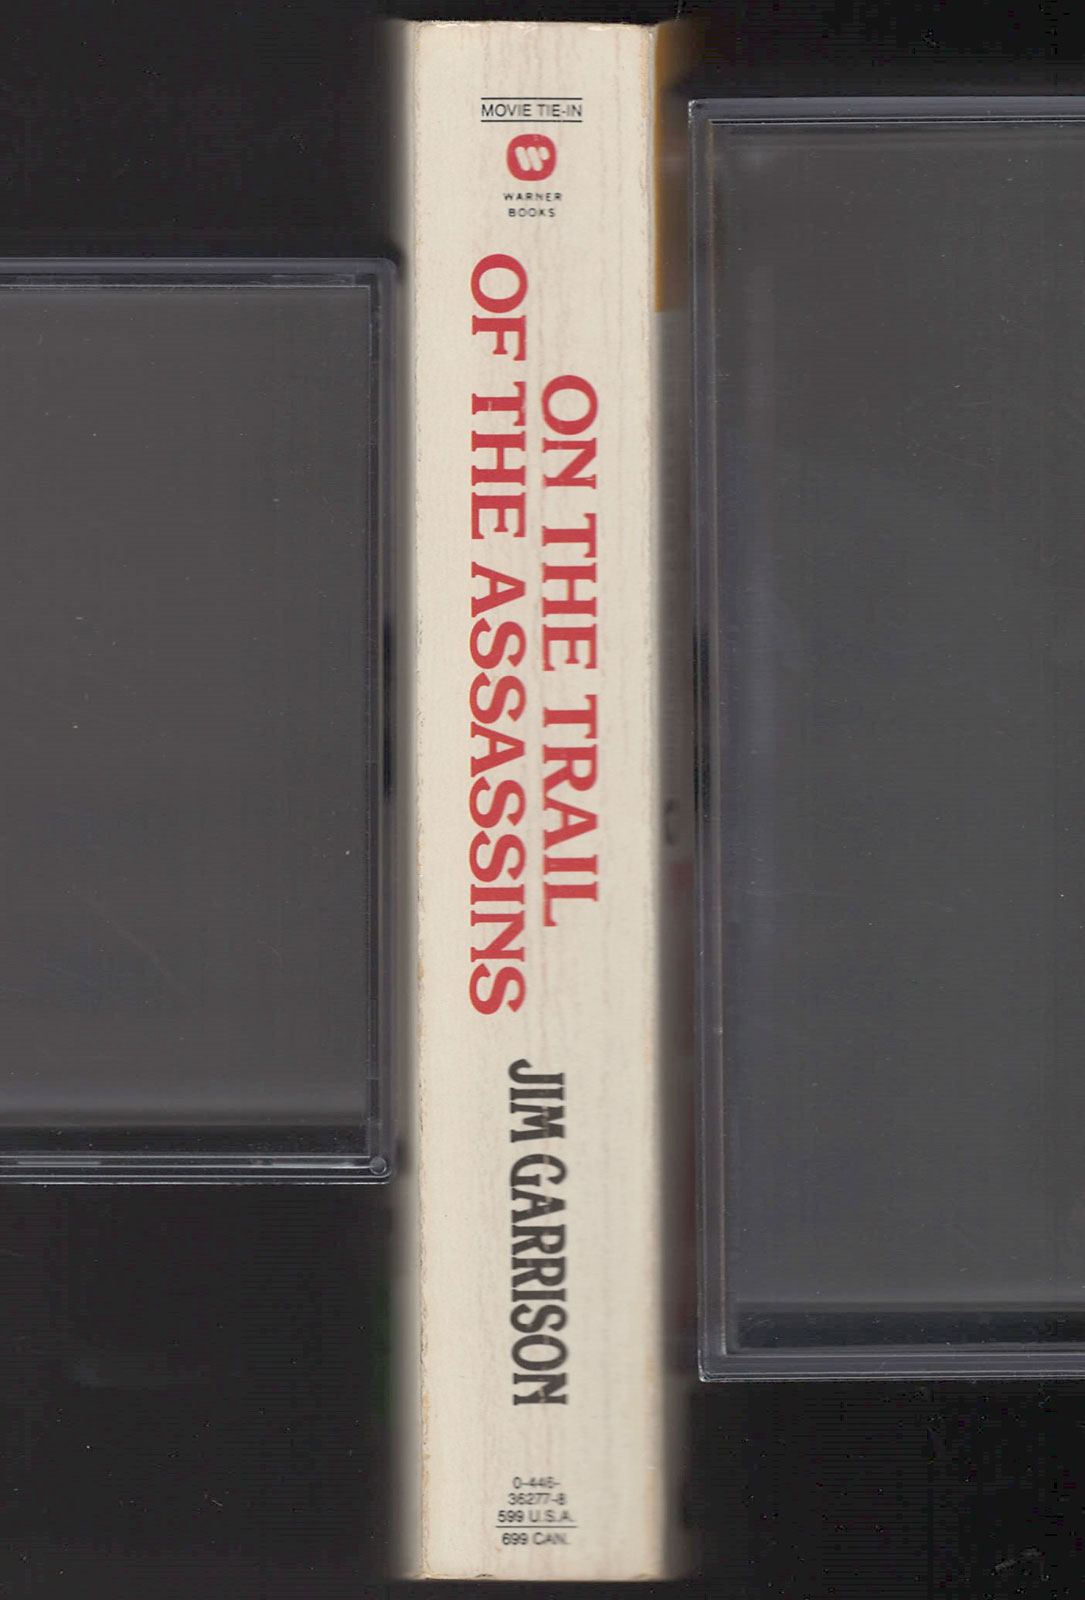 MOVIE TIE-IN
WARNER
BOOKS
ON THE TRAIL
OF THE ASSASSINS
JIM GARRISON
0-446-
36277-8
599 U.S.A.
699 CAN.